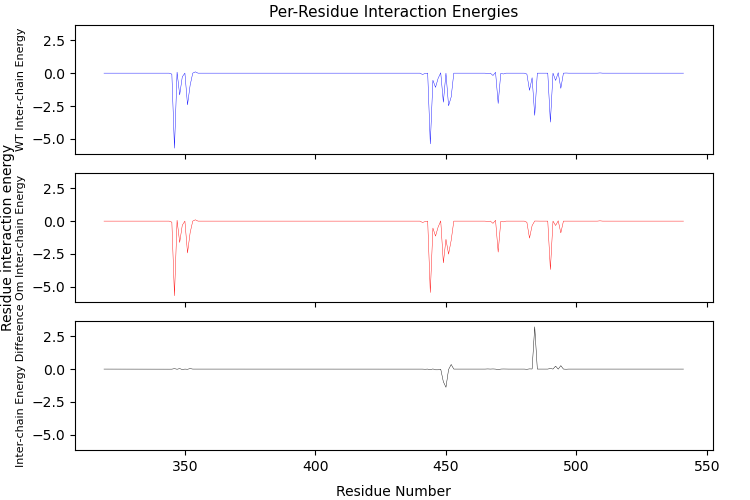 Per-Residue Interaction Energies
WT Inter-chain Energy
2.5
0.0
−2.5
−5.0
Residue interaction energy
Om Inter-chain Energy
2.5
0.0
−2.5
−5.0
Inter-chain Energy Difference
2.5
0.0
−2.5
−5.0
350
400
450
500
550
Residue Number